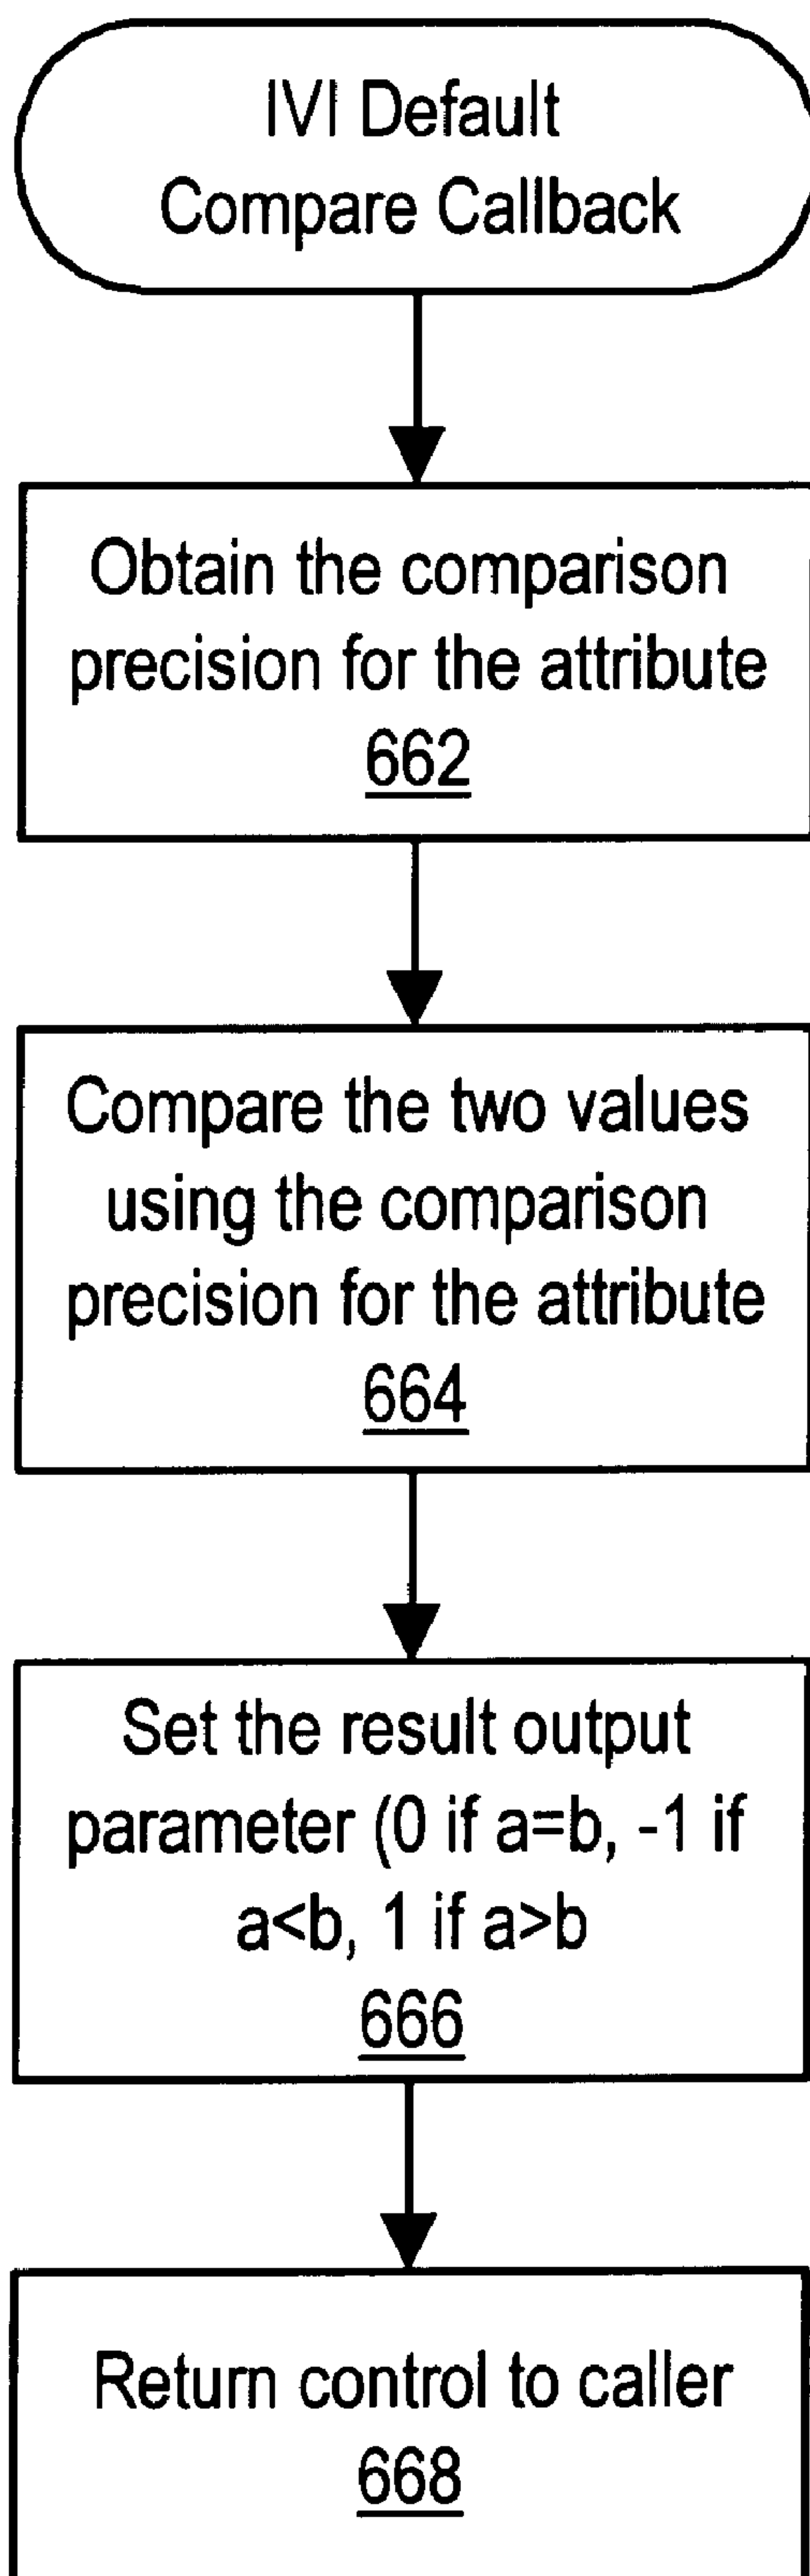 IVI Default
Compare Callback
Obtain the comparison
precision for the attribute
662
Compare the two values
using the comparison
precision for the attribute
664
Set the result output
parameter (0 if a=b, -1 if
a<b, 1 if a>b
666
Return control to caller
668